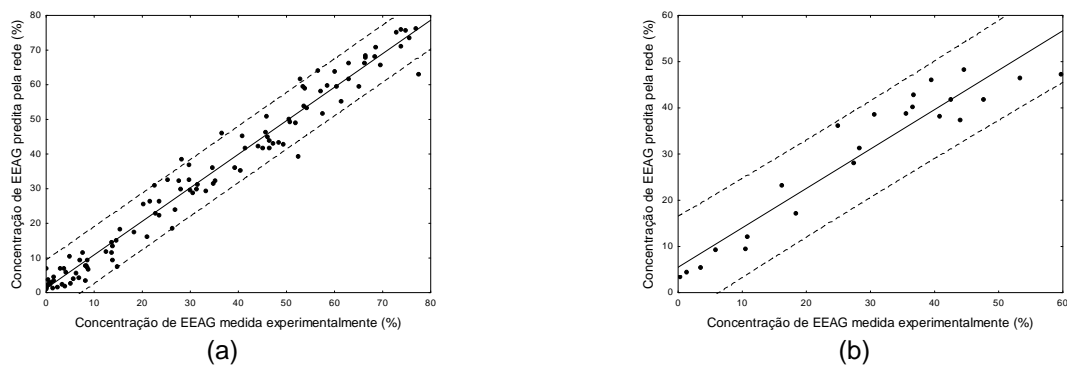 Concentração de EEAG predita pela rede (%)
80
70
60
50
40
30
20
10
0
0 10 20 30 40 50 60 70 80
Concentração de EEAG medida experimentalmente (%)
(a)
Concentração de EEAG predita pela rede (%)
60
50
40
30
20
10
0
0 10 20 30 40 50 60
Concentração de EEAG medida experimentalmente (%)
(b)